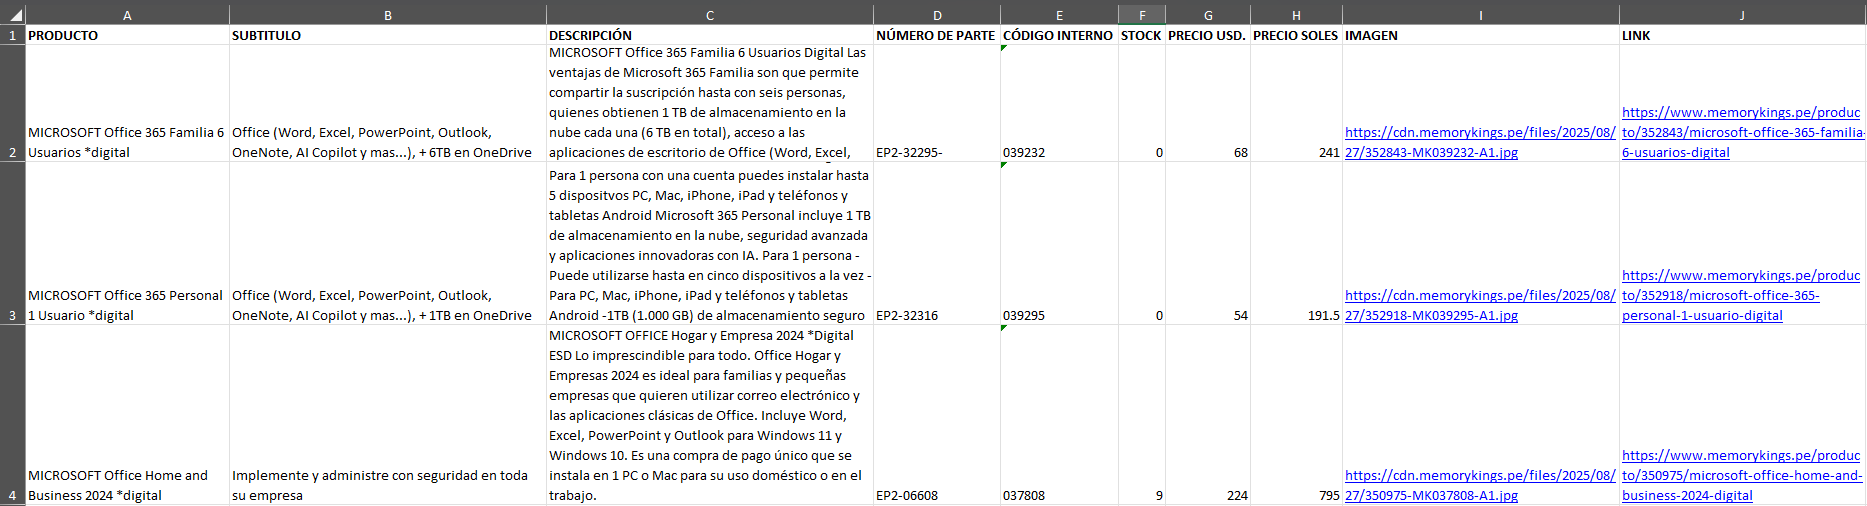 A B C D E F G H I J
1 PRODUCTO SUBTITULO DESCRIPCIÓN NÚMERO DE PARTE CÓDIGO INTERNO STOCK PRECIO USD. PRECIO SOLES IMAGEN LINK
2
MICROSOFT Office 365 Familia 6
Usuarios *digital
Office (Word, Excel, PowerPoint, Outlook,
OneNote, AI Copilot y mas...), + 6TB en OneDrive
MICROSOFT Office 365 Familia 6 Usuarios Digital Las
ventajas de Microsoft 365 Familia son que permite
compartir la suscripción hasta con seis personas,
quienes obtienen 1 TB de almacenamiento en la
nube cada una (6 TB en total), acceso a las
aplicaciones de escritorio de Office (Word, Excel,
EP2-32295-
039232
0
68
241
https://cdn.memorykings.pe/files/2025/08/
27/352843-MK039232-A1.jpg
https://www.memorykings.pe/produc
to/352843/microsoft-office-365-familia-
6-usuarios-digital
3
MICROSOFT Office 365 Personal
1 Usuario *digital
Office (Word, Excel, PowerPoint, Outlook,
OneNote, AI Copilot y mas...), + 1TB en OneDrive
Para 1 persona con una cuenta puedes instalar hasta
5 dispositvos PC, Mac, iPhone, iPad y teléfonos y
tabletas Android Microsoft 365 Personal incluye 1 TB
de almacenamiento en la nube, seguridad avanzada
y aplicaciones innovadoras con IA. Para 1 persona -
Puede utilizarse hasta en cinco dispositivos a la vez -
Para PC, Mac, iPhone, iPad y teléfonos y tabletas
Android -1TB (1.000 GB) de almacenamiento seguro
EP2-32316
039295
0
54
191.5
https://cdn.memorykings.pe/files/2025/08/
27/352918-MK039295-A1.jpg
https://www.memorykings.pe/produc
to/352918/microsoft-office-365-
personal-1-usuario-digital
4
MICROSOFT Office Home and
Business 2024 *digital
Implemente y administre con seguridad en toda
su empresa
MICROSOFT OFFICE Hogar y Empresa 2024 *Digital
ESD Lo imprescindible para todo. Office Hogar y
Empresas 2024 es ideal para familias y pequeñas
empresas que quieren utilizar correo electrónico y
las aplicaciones clásicas de Office. Incluye Word,
Excel, PowerPoint y Outlook para Windows 11 y
Windows 10. Es una compra de pago único que se
instala en 1 PC o Mac para su uso doméstico o en el
trabajo.
EP2-06608
037808
9
224
795
https://cdn.memorykings.pe/files/2025/08/
27/350975-MK037808-A1.jpg
https://www.memorykings.pe/produc
to/350975/microsoft-office-home-and-
business-2024-digital